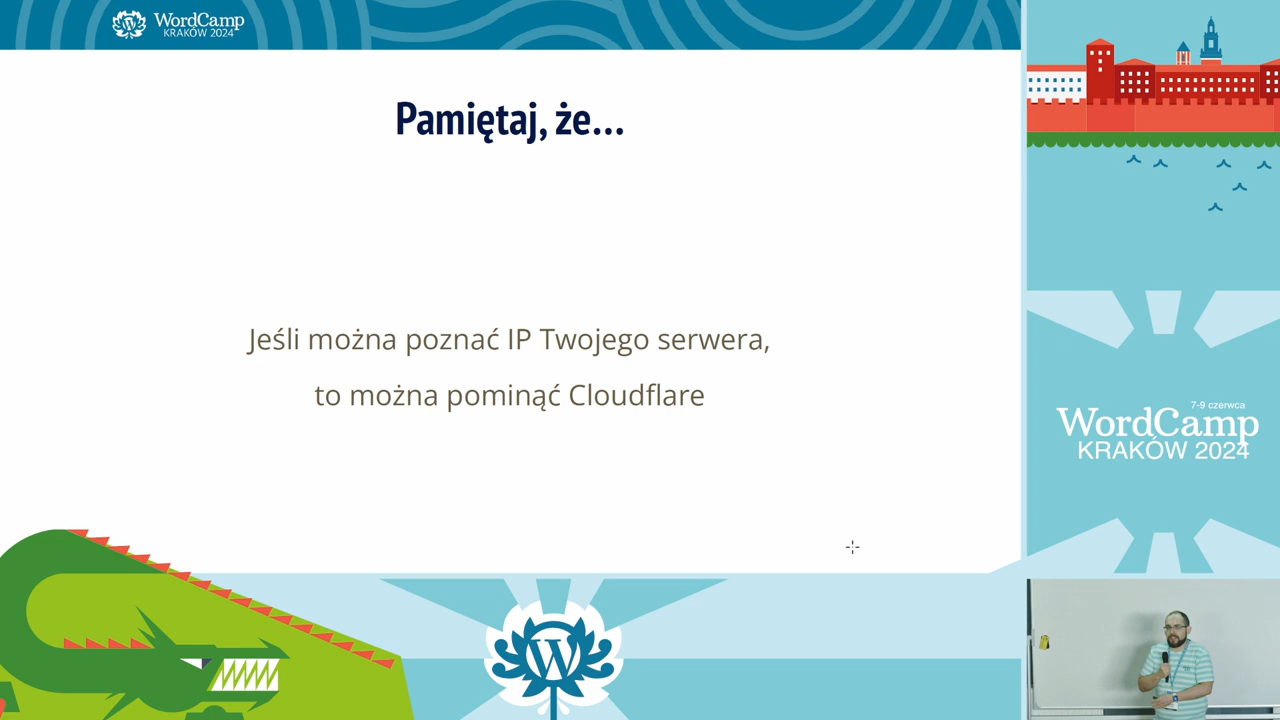 WordCamp
KRAKÓW 2024
Pamiętaj, że...
Jeśli można poznać IP Twojego serwera,
to można pominąć Cloudflare
7-9 czerwca
WordCamp
KRAKÓW 2024